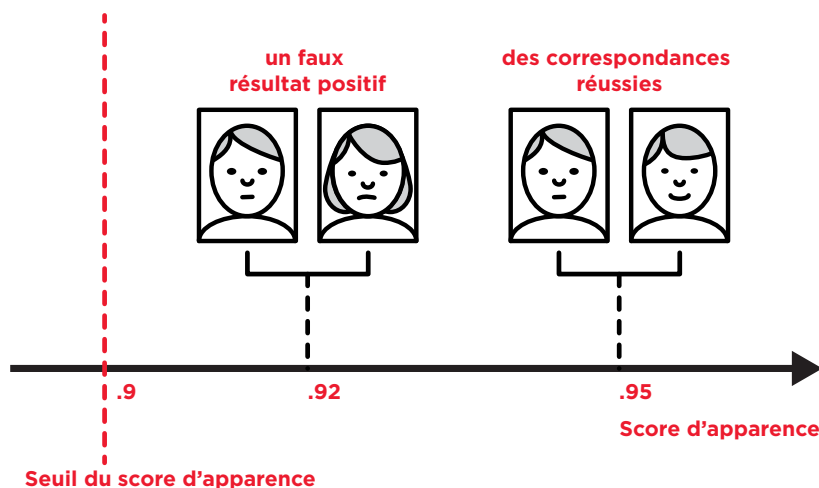 un faux
résultat positif
des correspondances
réussies
.9
.92
.95
Score d’apparence
Seuil du score d’apparence